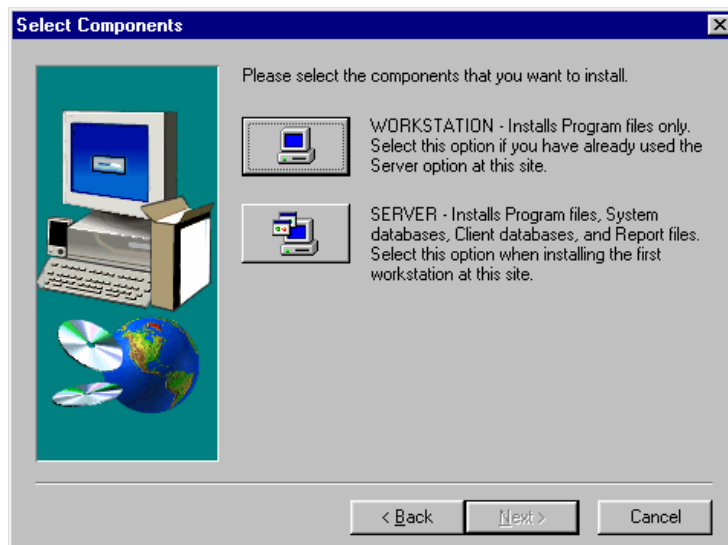 Select Components
Please select the components that you want to install.
WORKSTATION - Installs Program files only.
Select this option if you have already used the
Server option at this site.
SERVER - Installs Program files, System
databases, Client databases, and Report files.
Select this option when installing the first
workstation at this site.
< Back
Next >
Cancel